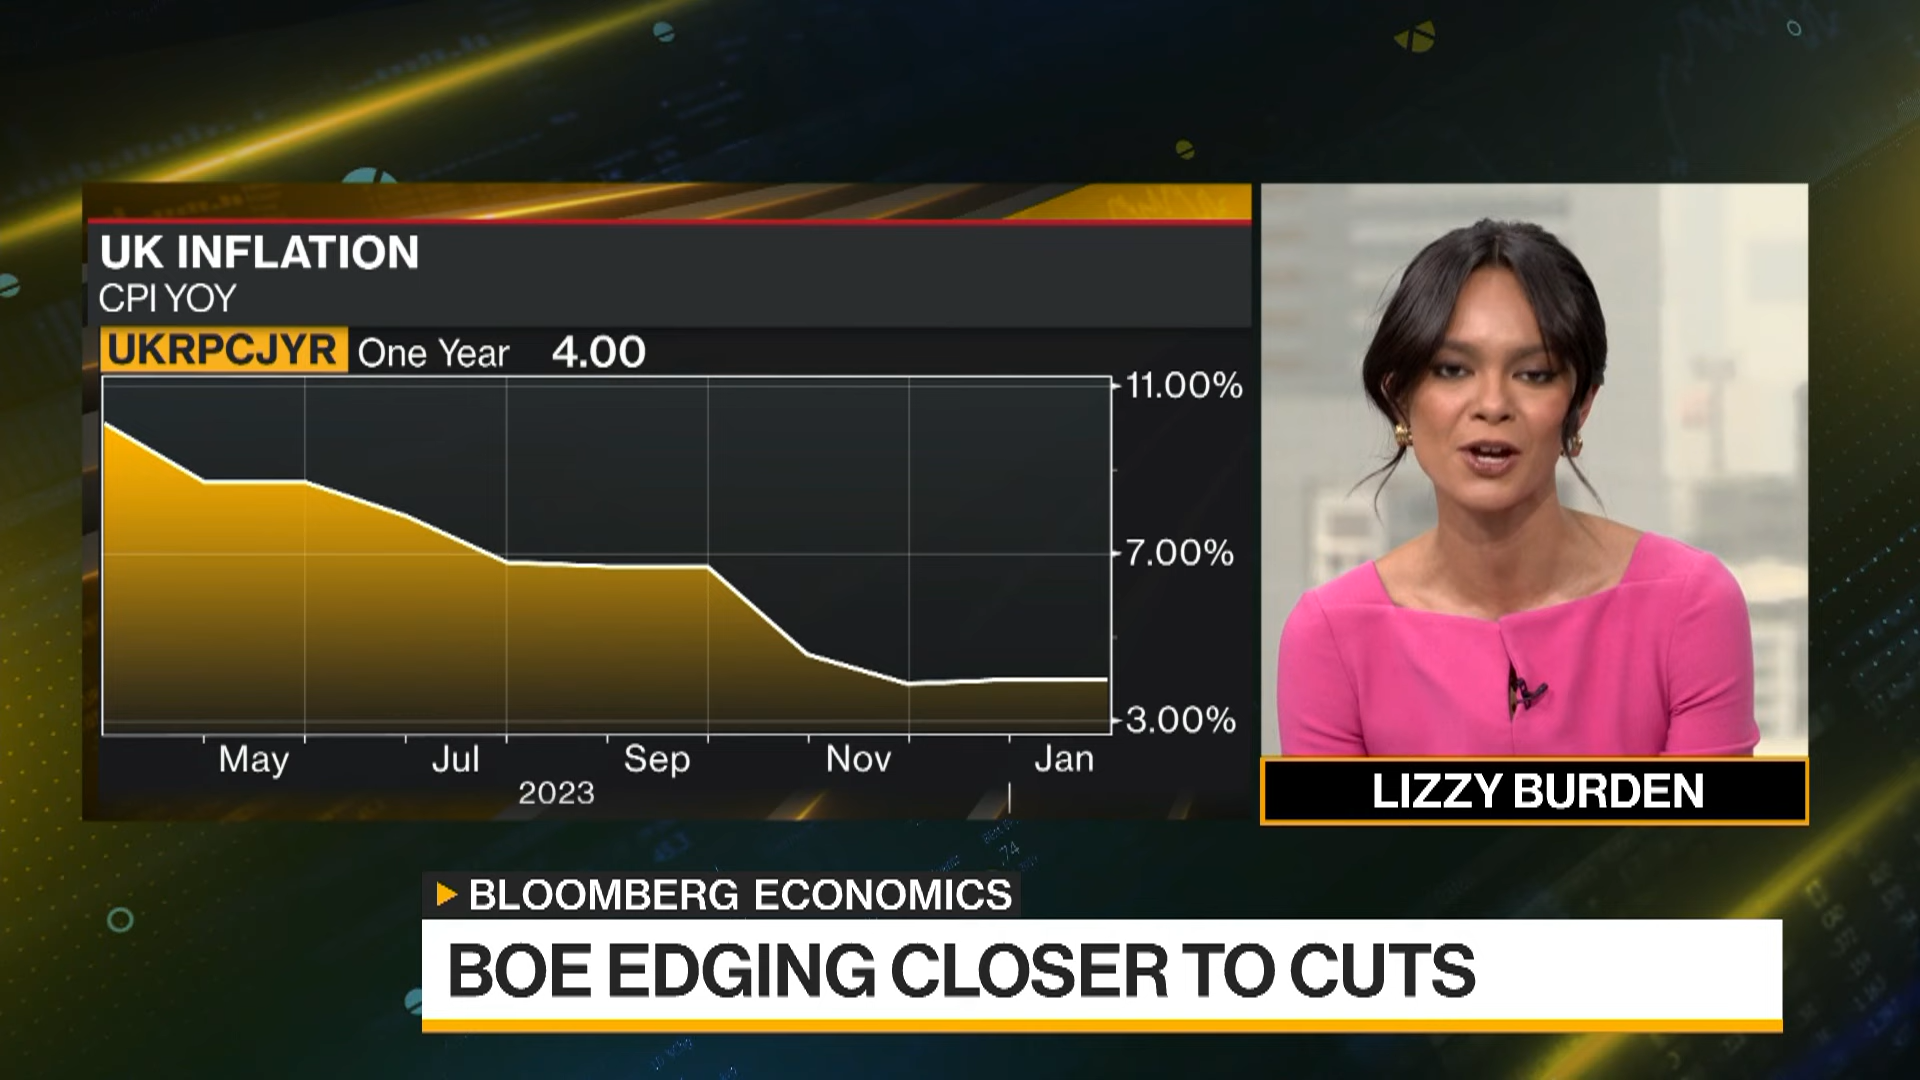 UK INFLATION
CPI YOY
UKRPCJYR One Year 4.00
11.00%
7.00%
3.00%
May Jul Sep Nov Jan
2023
LIZZY BURDEN
BLOOMBERG ECONOMICS
BOE EDGING CLOSER TO CUTS